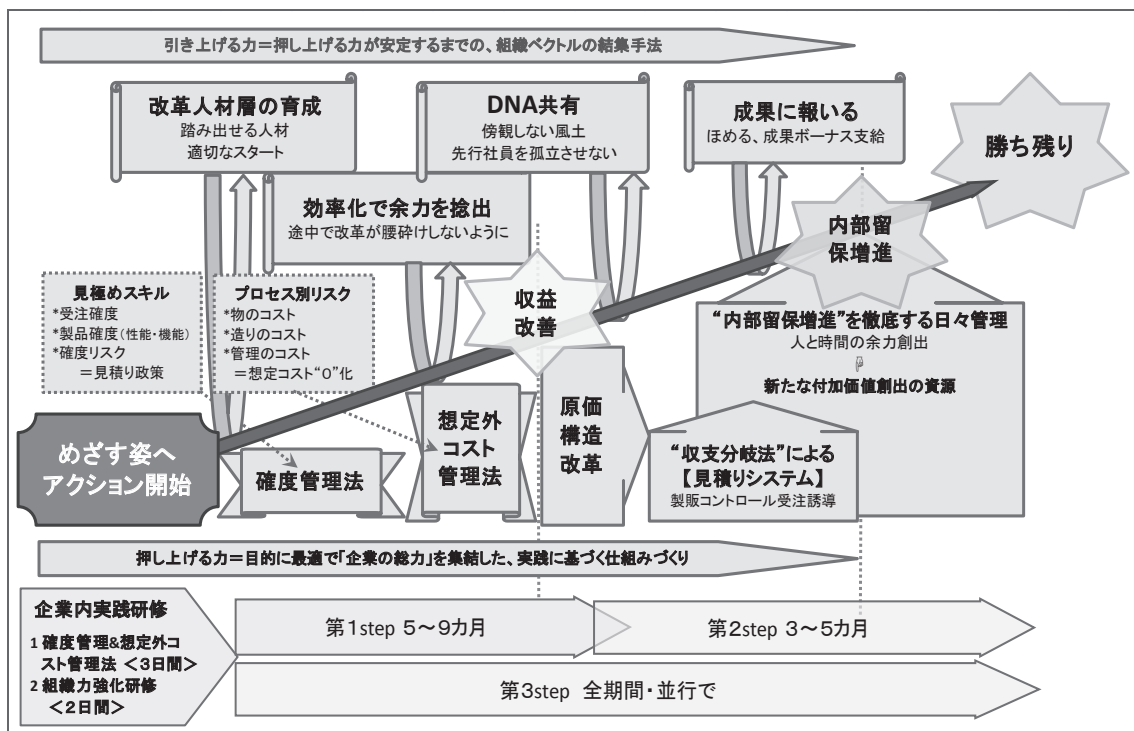 引き上げる力＝押し上げる力が安定するまでの、組織ベクトルの結集手法
改革人材層の育成
踏み出せる人材
適切なスタート
DNA共有
傍観しない風土
先行社員を孤立させない
成果に報いる
ほめる、成果ボーナス支給
勝ち残り
効率化で余力を捻出
途中で改革が腰砕けしないように
内部留
保増進
収益
改善
見極めスキル
*受注確度
*製品確度（性能・機能）
*確度リスク
＝見積り政策
プロセス別リスク
*物のコスト
*造りのコスト
*管理のコスト
＝想定コスト“０”化
“内部留保増進”を徹底する日々管理
人と時間の余力創出
新たな付加価値創出の資源
めざす姿へ
アクション開始
確度管理法
想定外
コスト
管理法
原価
構造
改革
“収支分岐法”による
【見積りシステム】
製販コントロール受注誘導
押し上げる力＝目的に最適で「企業の総力」を集結した、実践に基づく仕組みづくり
企業内実践研修
1 確度管理&想定外コ
スト管理法 ＜３日間＞
2 組織力強化研修
＜２日間＞
第１step ５～９カ月
第２step ３～５カ月
第３step 全期間・並行で